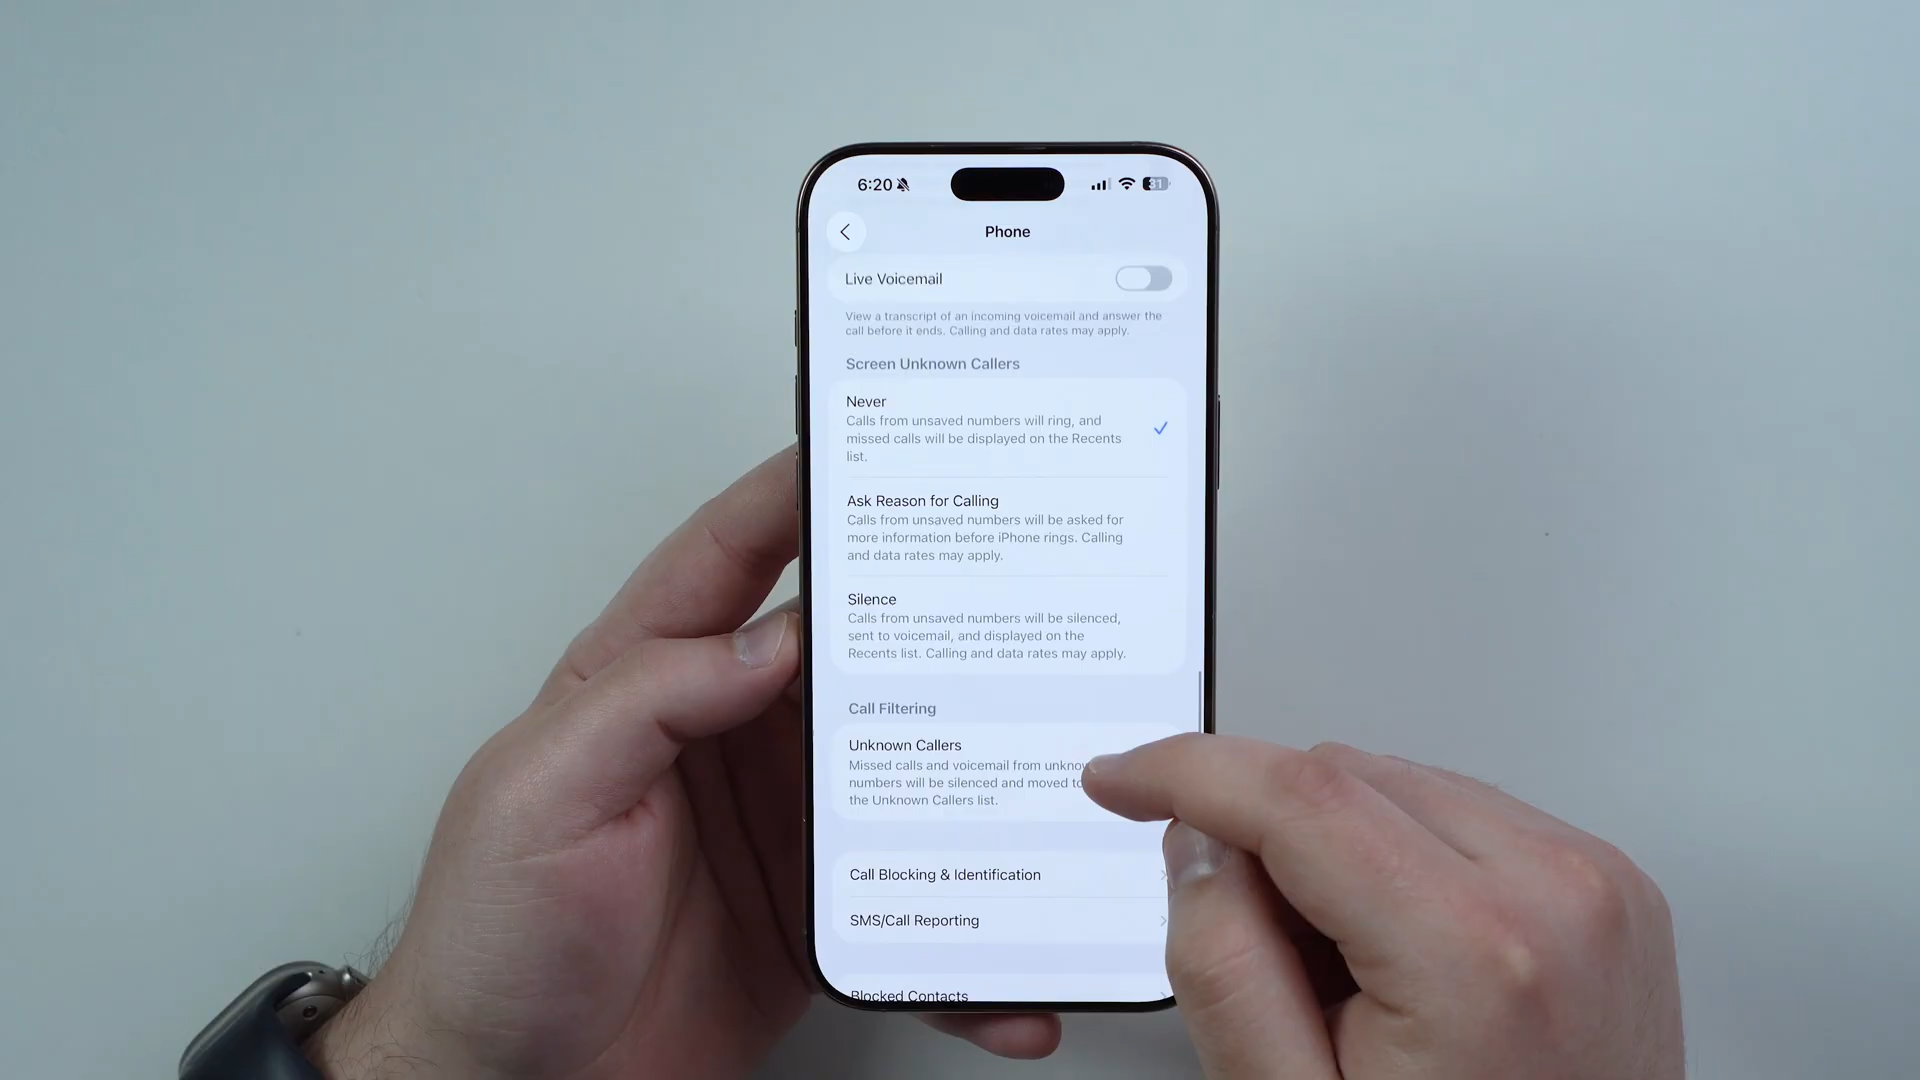 6:20
31
Phone
Live Voicemail
View a transcript of an incoming voicemail and answer the
call before it ends. Calling and data rates may apply.
Screen Unknown Callers
Never
Calls from unsaved numbers will ring, and
missed calls will be displayed on the Recents
list.
Ask Reason for Calling
Calls from unsaved numbers will be asked for
more information before iPhone rings. Calling
and data rates may apply.
Silence
Calls from unsaved numbers will be silenced,
sent to voicemail, and displayed on the
Recents list. Calling and data rates may apply.
Call Filtering
Unknown Callers
Missed calls and voicemail from
numbers will be silenced and moved to
the Unknown Callers list.
Call Blocking & Identification
SMS/Call Reporting
Blocked Contacts